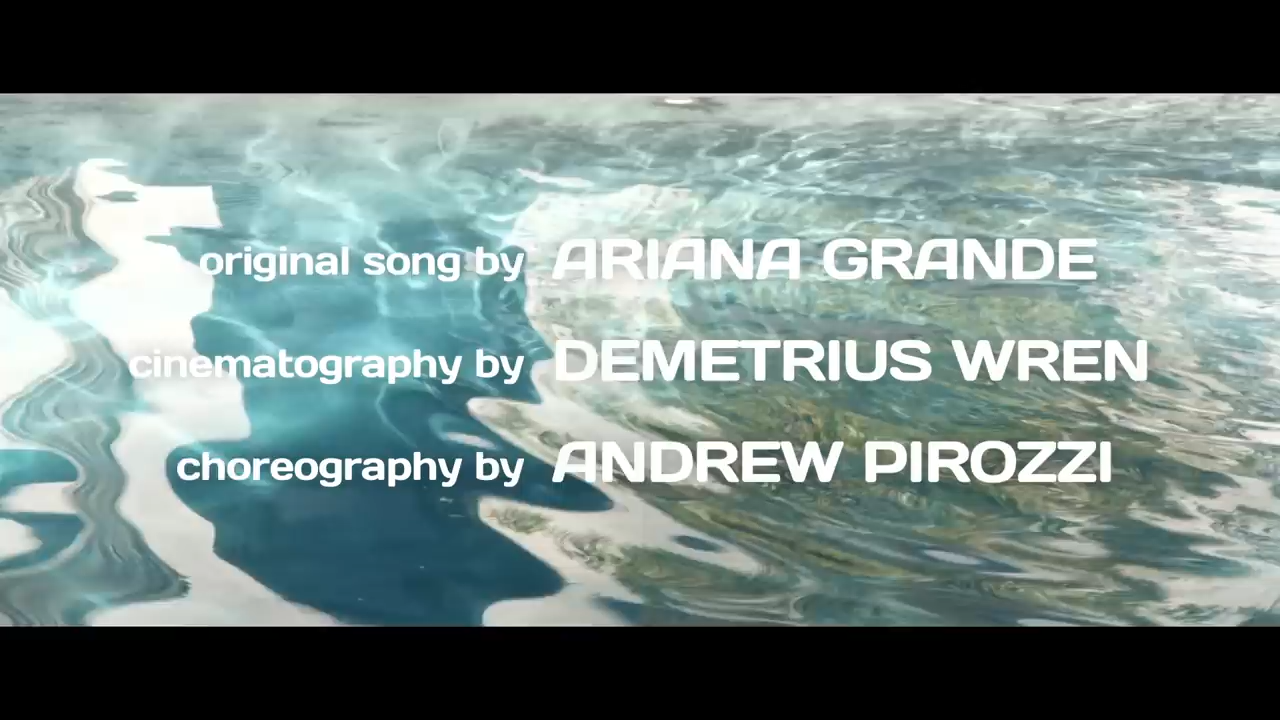 original song by ARIANA GRANDE
cinematography by DEMETRIUS WREN
choreography by ANDREW PIROZZI